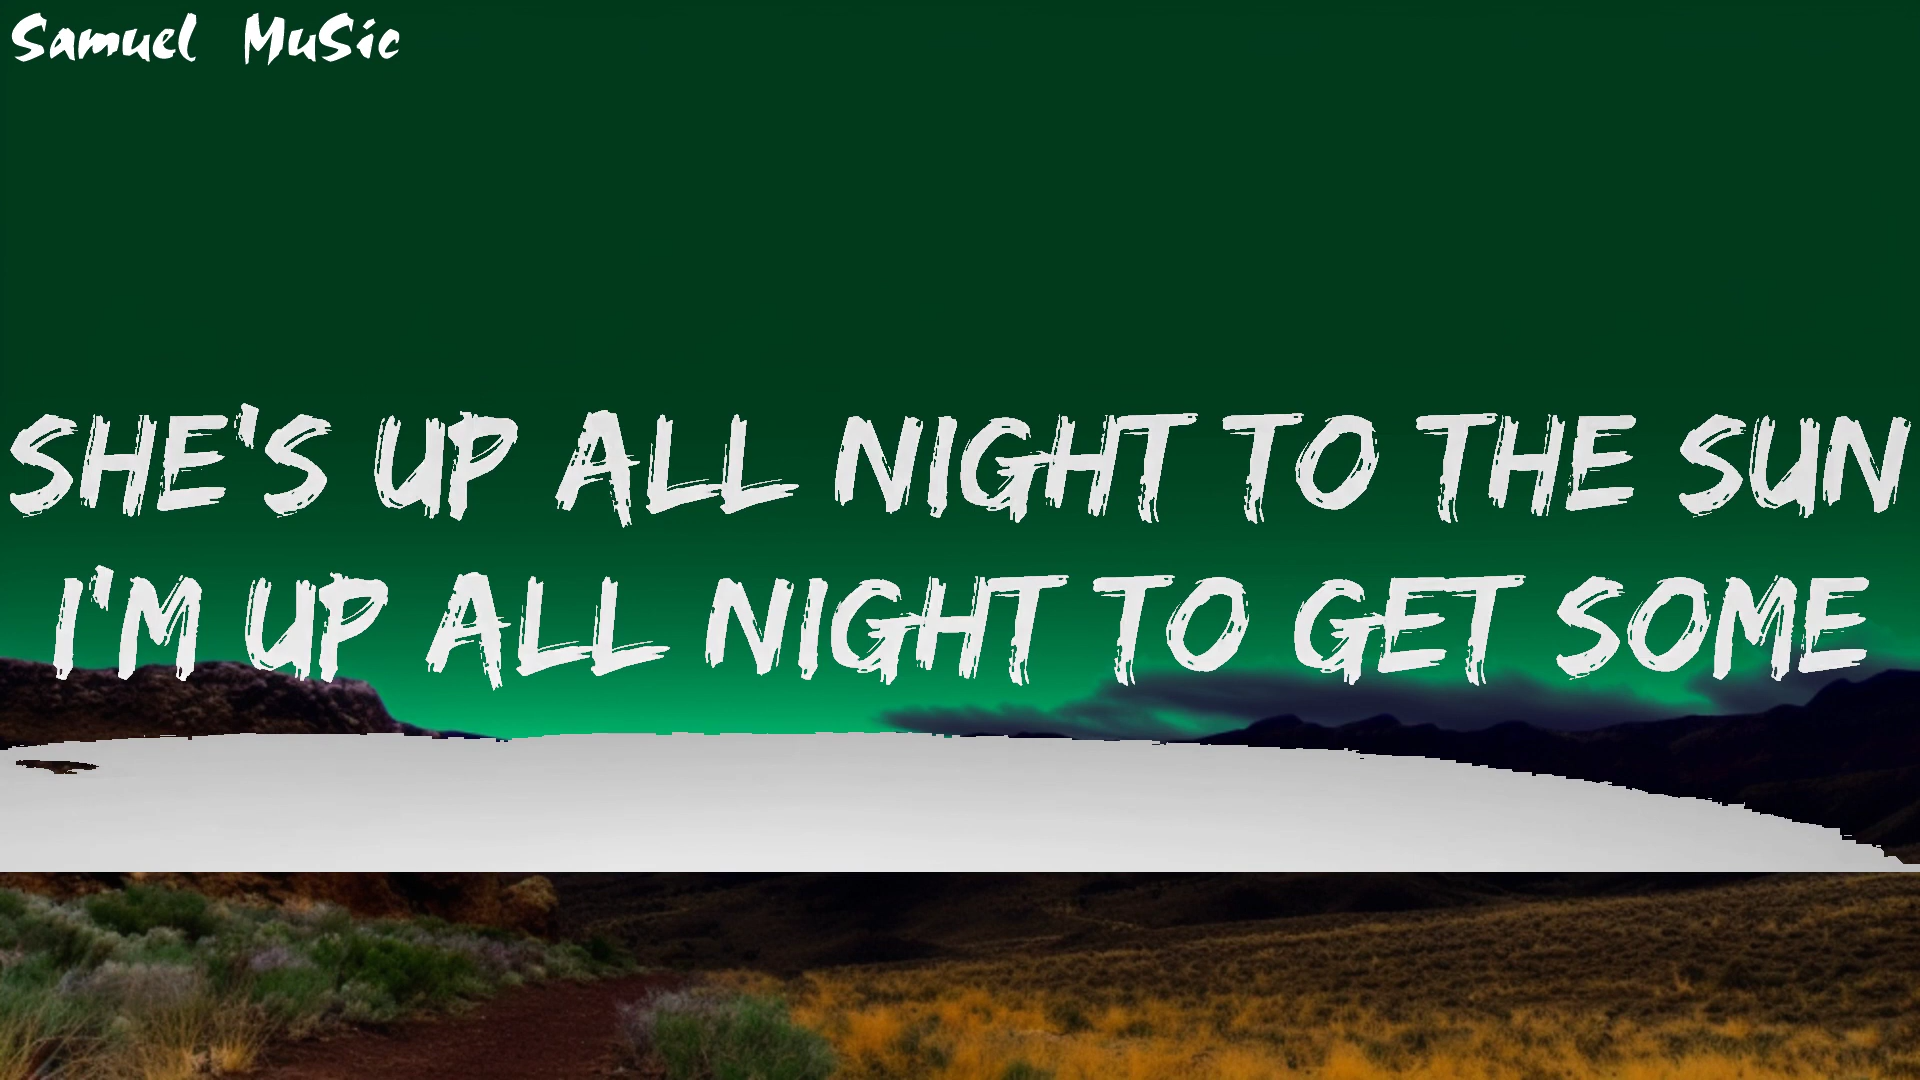 Samuel MuSic
SHE'S UP ALL NIGHT TO THE SUN
I'M UP ALL NIGHT TO GET SOME